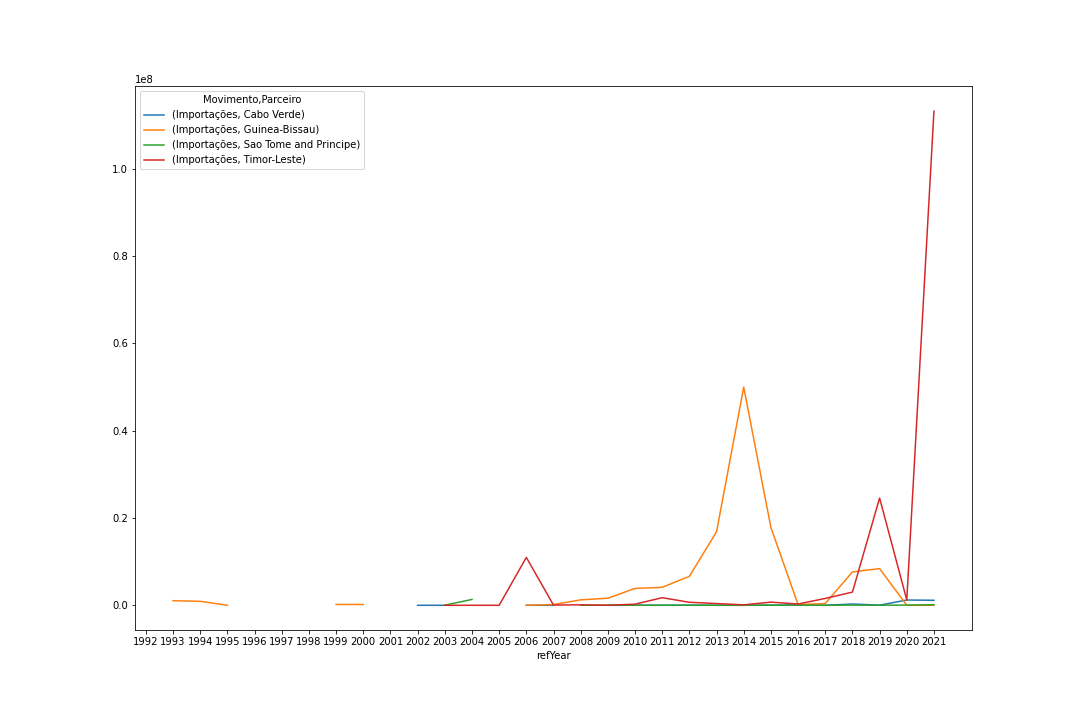 1e8
Movimento,Parceiro
(Importações, Cabo Verde)
(Importações, Guinea-Bissau)
(Importações, Sao Tome and Principe)
(Importações, Timor-Leste)
1.0
0.8
0.6
0.4
0.2
0.0
1992 1993 1994 1995 1996 1997 1998 1999 2000 2001 2002 2003 2004 2005 2006 2007 2008 2009 2010 2011 2012 2013 2014 2015 2016 2017 2018 2019 2020 2021
refYear